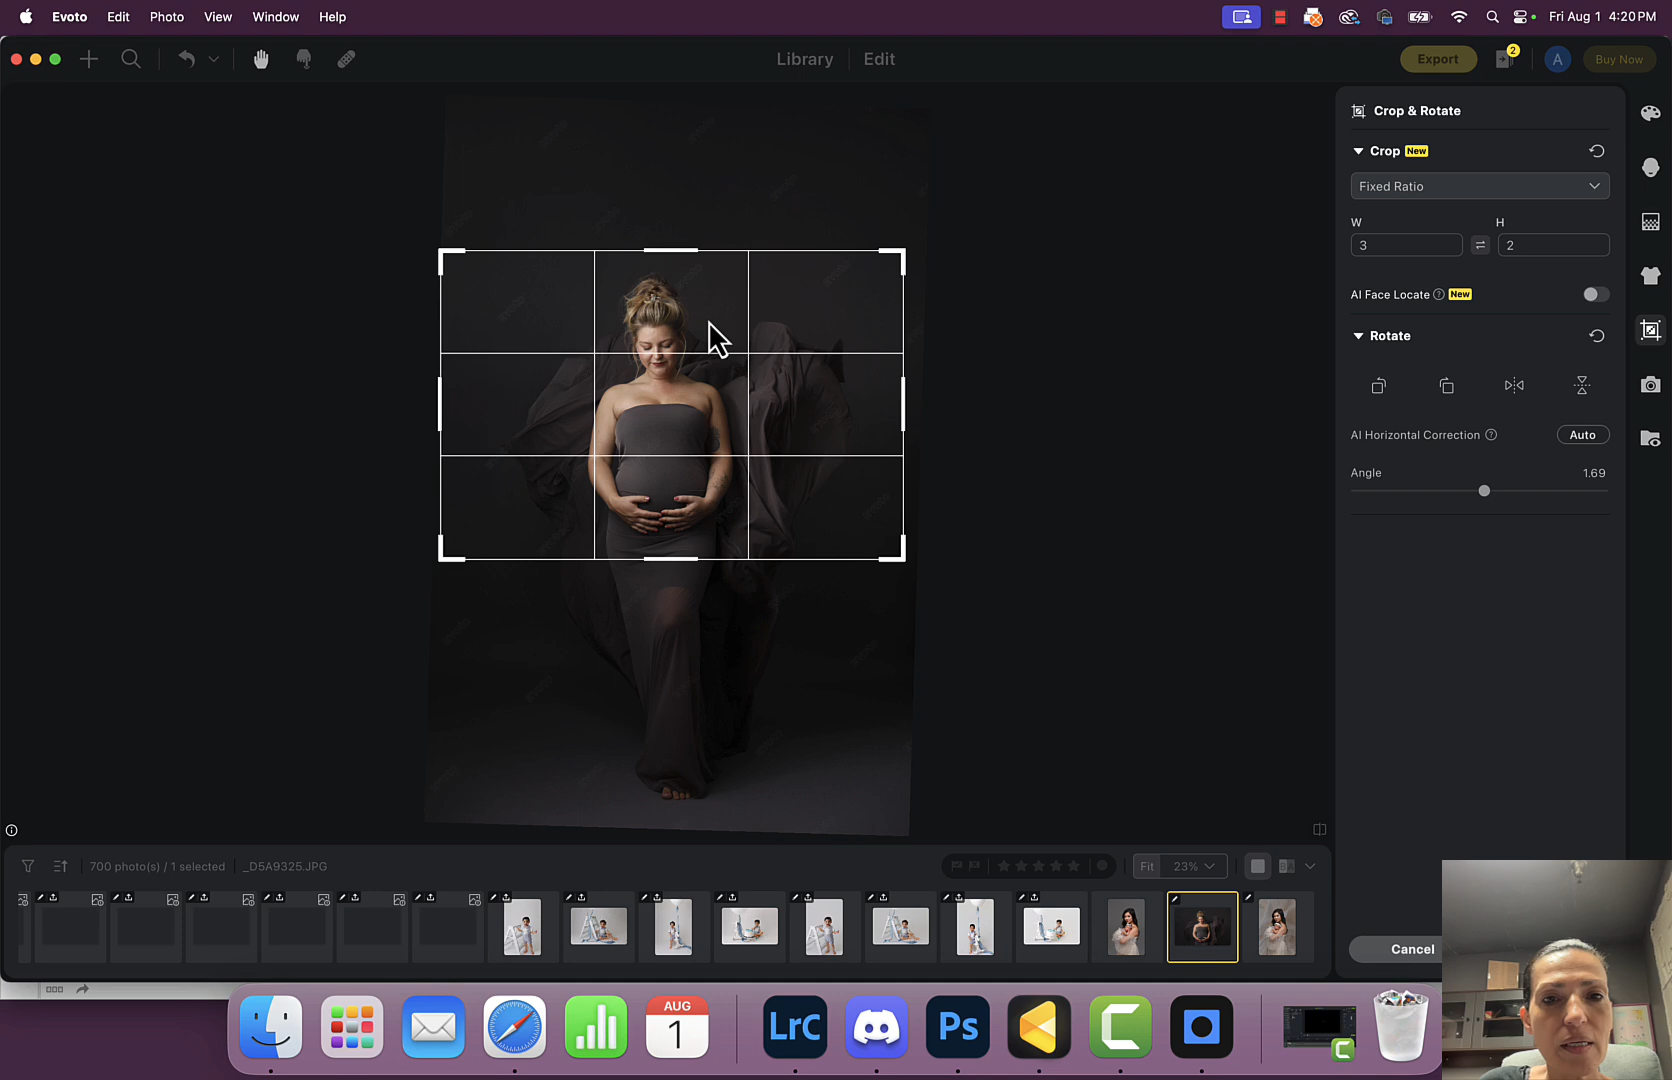 Evoto Edit Photo View Window Help
Fri Aug 1 4:20 PM
Library Edit
Export
2
A
Buy Now
Crop & Rotate
Crop New
Fixed Ratio
W H
3 2
AI Face Locate ? New
Rotate
AI Horizontal Correction ? Auto
Angle 1.69
700 photo(s) / 1 selected _D5A9325.JPG
Fit 23%
Cancel
AUG
1
LrC
Ps